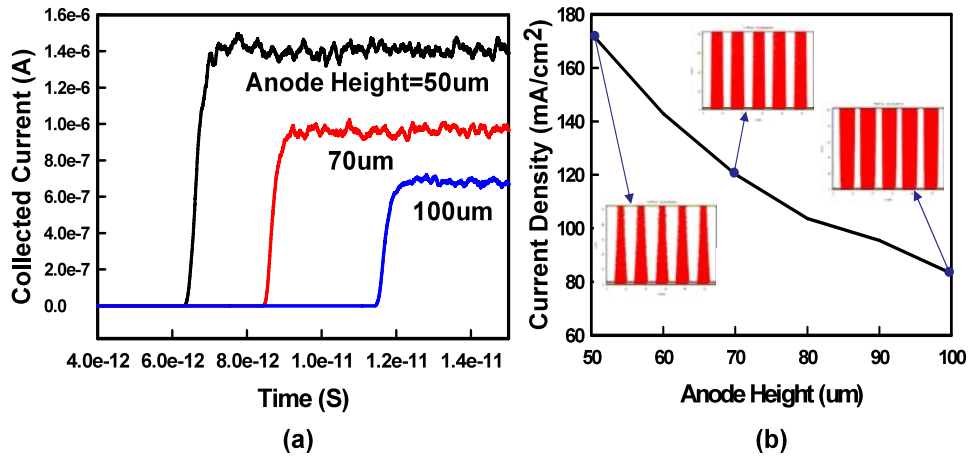 Collected Current (A)
1.6e-6
1.4e-6
1.2e-6
1.0e-6
8.0e-7
6.0e-7
4.0e-7
2.0e-7
0.0
4.0e-12 6.0e-12 8.0e-12 1.0e-11 1.2e-11 1.4e-11
Time (S)
Anode Height=50um
70um
100um
(a)
Current Density (mA/cm2)
180
160
140
120
100
80
60
50 60 70 80 90 100
Anode Height (um)
(b)